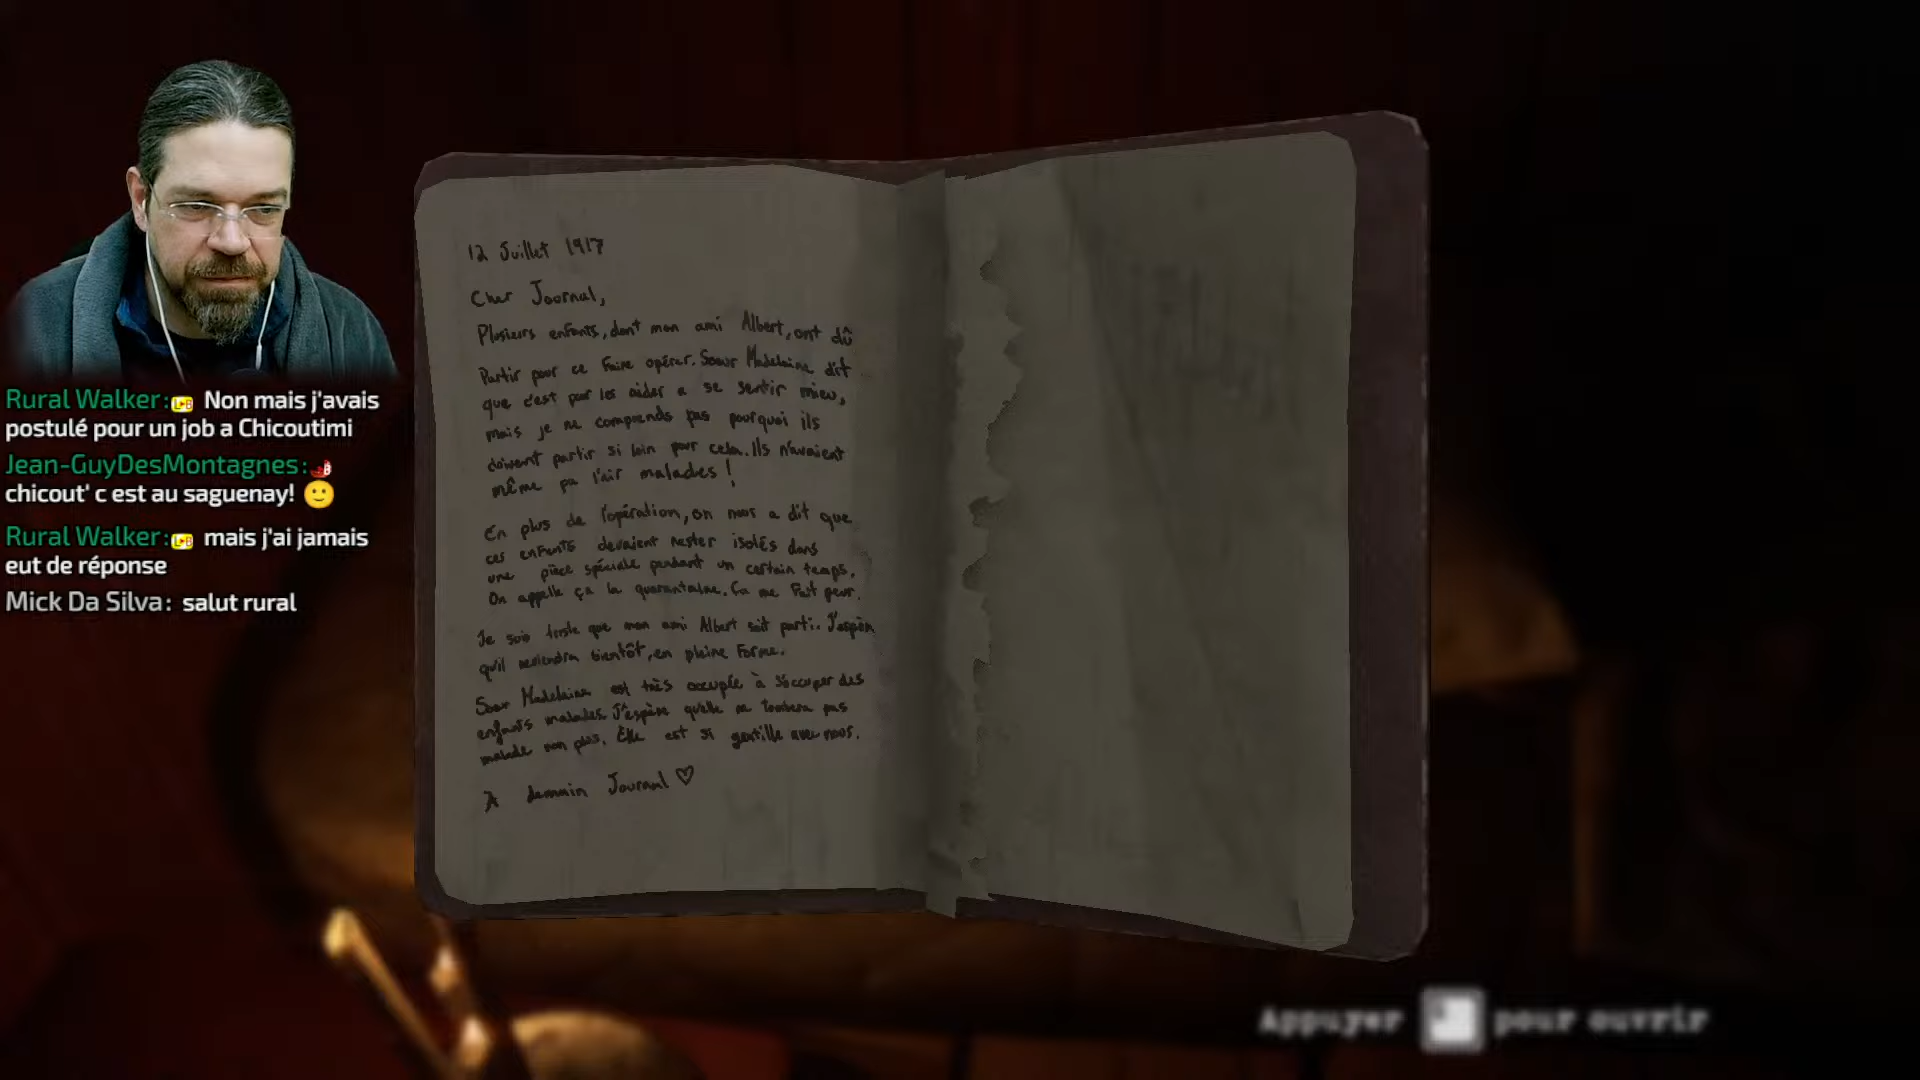 Rural Walker: Non mais j'avais
postulé pour un job a Chicoutimi
Jean-GuyDesMontagnes:
chicout' c est au saguenay! 🙂
Rural Walker: mais j'ai jamais
eut de réponse
Mick Da Silva: salut rural
12 Juillet 1917
Cher Journal,
Plusieurs enfants, dont mon ami Albert, ont dû
Partir pour ce Faire opérer. Soeur Madeleine dit
que c'est pour les aider a se sentir mieu,
mais je ne comprends pas pourquoi ils
doivent partir si loin pour cela. Ils n'avaient
même pa l'air malades !
En plus de l'opération, on nous a dit que
ces enfants devaient rester isolés dans
une pièce spéciale pendant un certain temps.
On appelle ça la quarantaine. Ça me Fait peur.
Je suis triste que mon ami Albert soit parti. J'espère
qu'il reviendra bientôt, en pleine Forme.
Soeur Madeleine est très occupée à s'occuper des
enfants malades. J'espère qu'elle ne tombera pas
malade non plus. Elle est si gentille avec nous.
À demain Journal ♡
Appuyer pour ouvrir